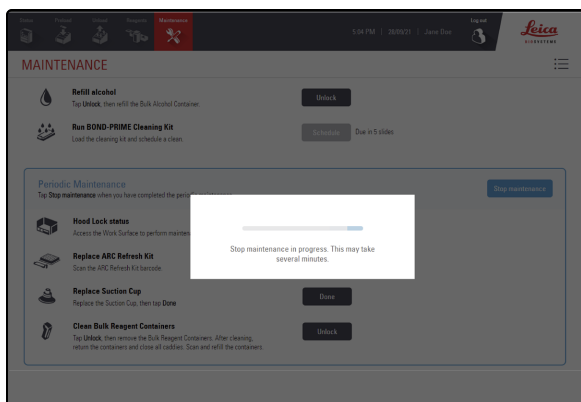 Status
Preload
Unload
Reagents
Maintenance
5:04 PM | 28/09/21 | Jane Doe
Log out
Leica
BIOSYSTEMS
MAINTENANCE
Refill alcohol
Tap Unlock, then refill the Bulk Alcohol Container.
Unlock
Run BOND-PRIME Cleaning Kit
Load the cleaning kit and schedule a clean.
Schedule
Due in 5 slides
Periodic Maintenance
Tap Stop maintenance when you have completed the
Stop maintenance
Hood Lock status
Access the Work Surface to perform
Stop maintenance in progress. This may take
several minutes.
Replace ARC Refresh Kit
Scan the ARC Refresh Kit barcode.
Replace Suction Cup
Replace the Suction Cup, then tap Done
Done
Clean Bulk Reagent Containers
Tap Unlock, then remove the Bulk Reagent Containers. After cleaning,
return the containers and close all caddies. Scan and refill the containers.
Unlock